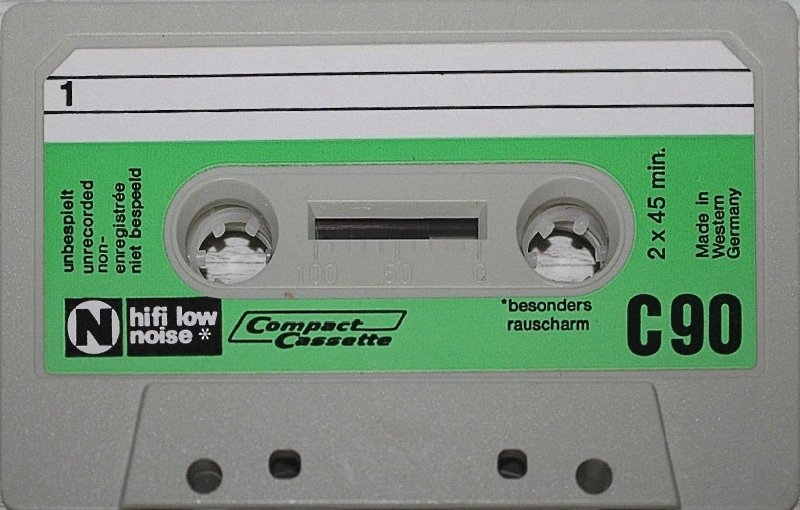 1
unbespielt
unrecorded
non-
enregistrée
niet bespeeld
2 x 45 min.
Made in
Western
Germany
100 50 0
N
hifi low
noise *
Compact
Cassette
*besonders
rauscharm
C90